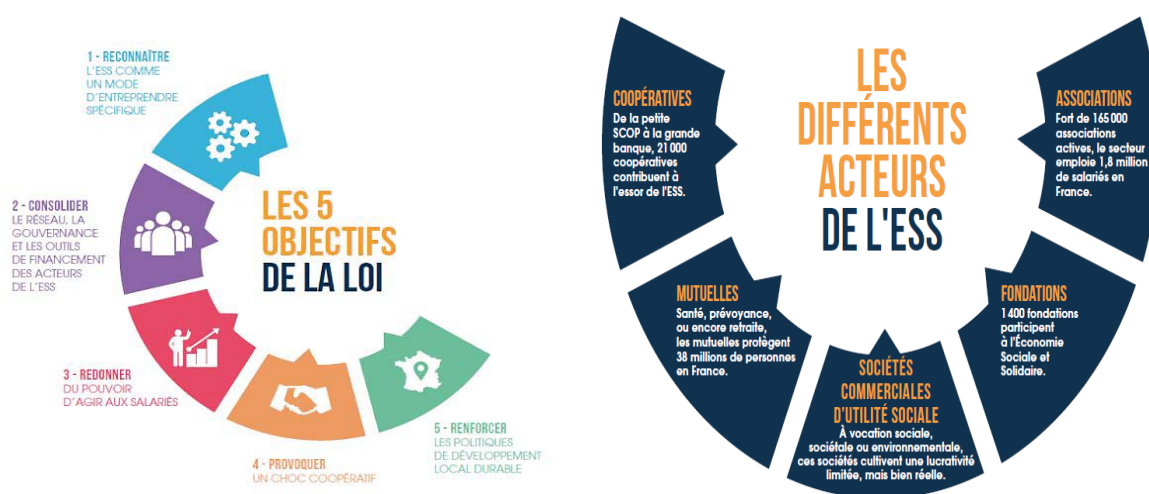 1 - RECONNAÎTRE
L'ESS COMME
UN MODE
D'ENTREPRENDRE
SPÉCIFIQUE
2 - CONSOLIDER
LE RÉSEAU, LA
GOUVERNANCE
ET LES OUTILS
DE FINANCEMENT
DES ACTEURS
DE L'ESS
3 - REDONNER
DU POUVOIR
D'AGIR AUX SALARIÉS
4 - PROVOQUER
UN CHOC COOPÉRATIF
5 - RENFORCER
LES POLITIQUES
DE DÉVELOPPEMENT
LOCAL DURABLE
LES 5
OBJECTIFS
DE LA LOI
LES
DIFFÉRENTS
ACTEURS
DE L'ESS
COOPÉRATIVES
De la petite
SCOP à la grande
banque, 21 000
coopératives
contribuent à
l'essor de l'ESS.
MUTUELLES
Santé, prévoyance,
ou encore retraite,
les mutuelles protègent
38 millions de personnes
en France.
SOCIÉTÉS
COMMERCIALES
D'UTILITÉ SOCIALE
À vocation sociale,
sociétale ou environnementale,
ces sociétés cultivent une lucrativité
limitée, mais bien réelle.
FONDATIONS
1 400 fondations
participent
à l'Économie
Sociale et
Solidaire.
ASSOCIATIONS
Fort de 165 000
associations
actives, le secteur
emploie 1,8 million
de salariés en
France.